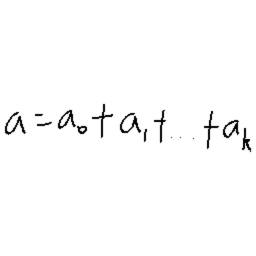 a = a₀ + a₁ + ... + aₖ